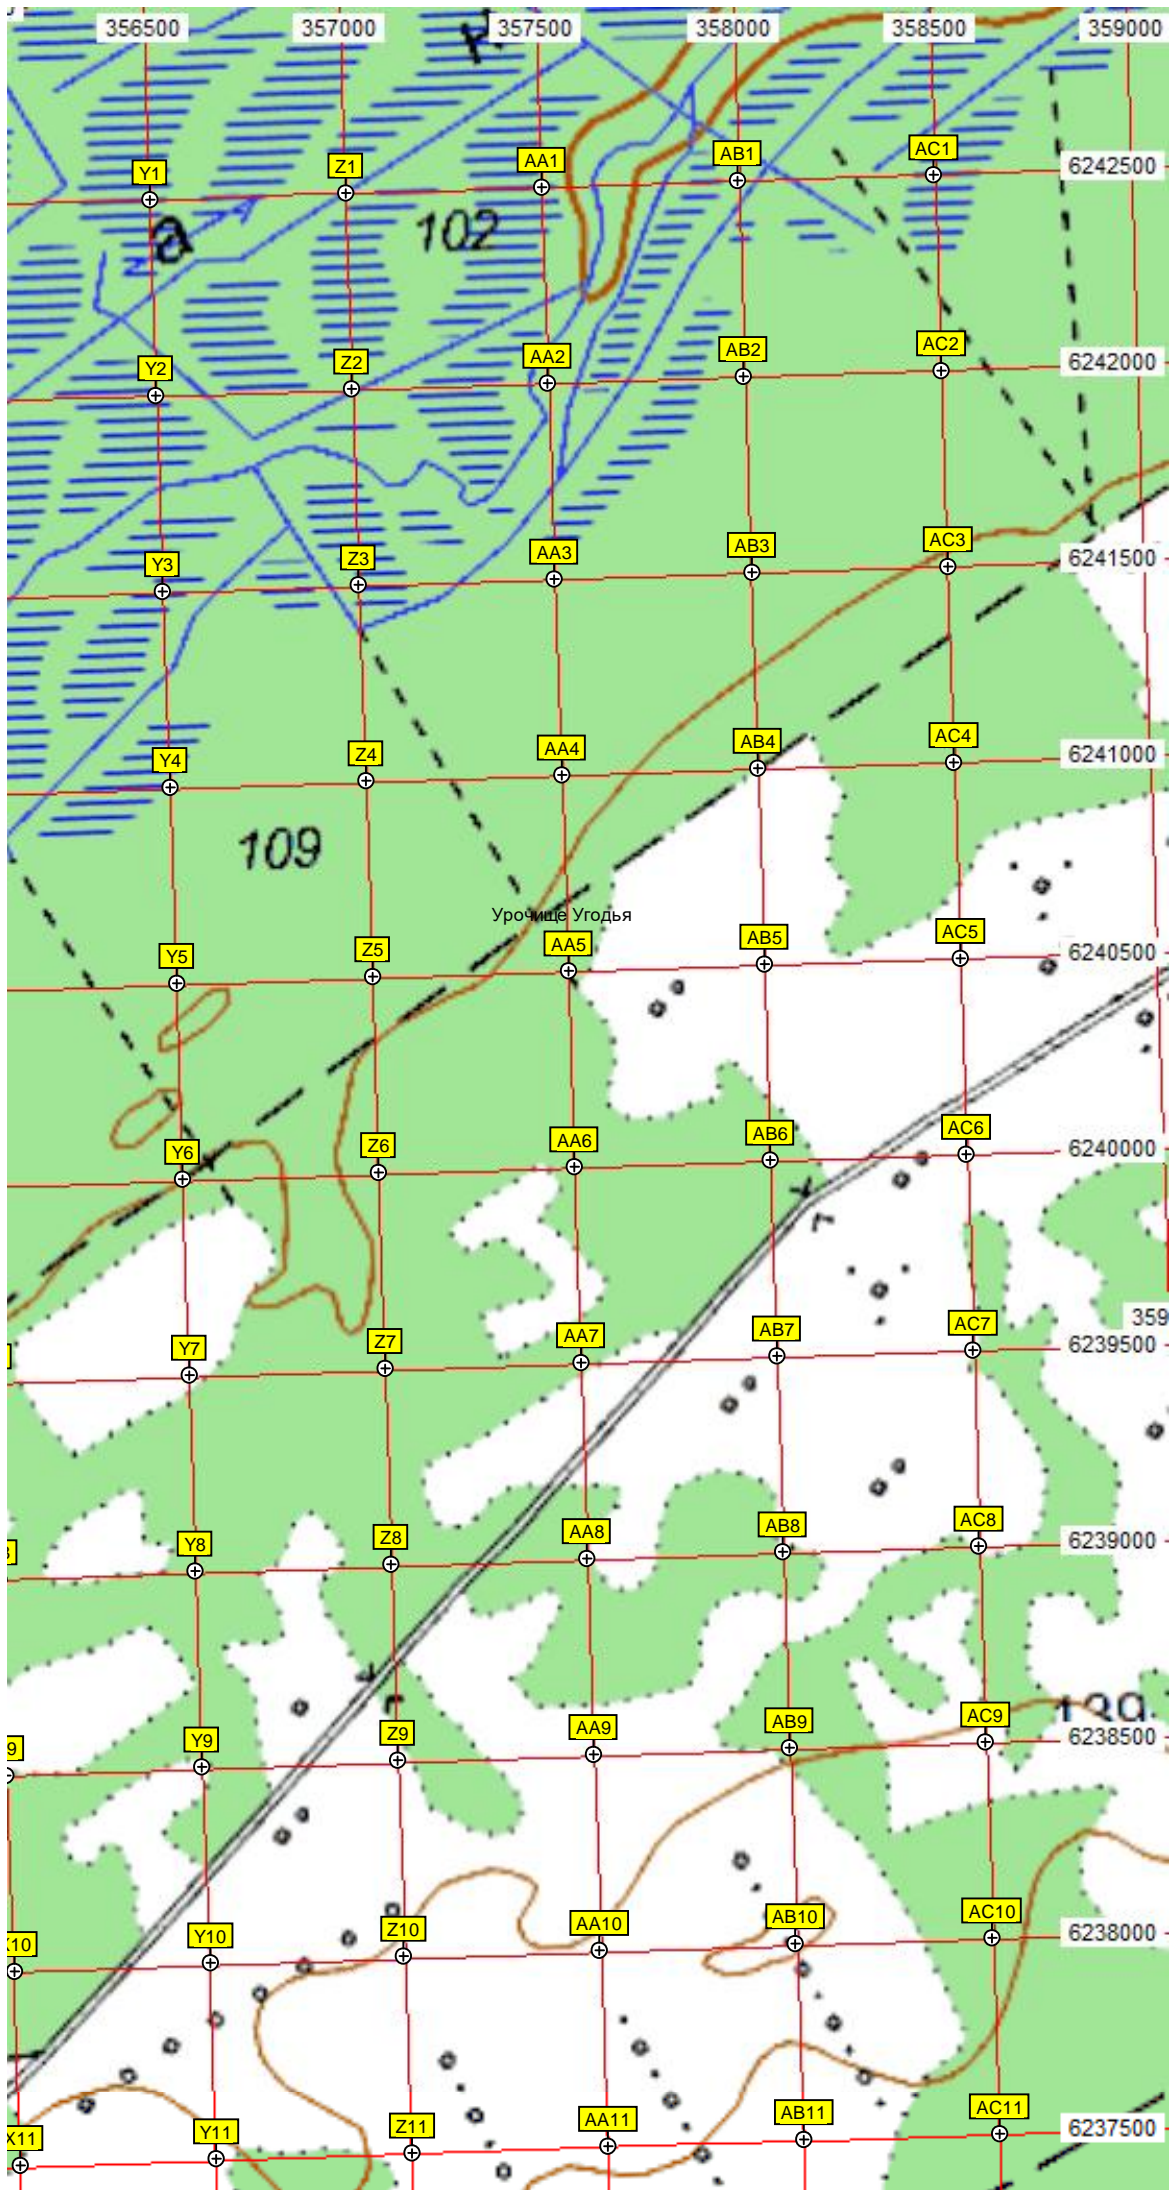 356500 357000 357500 358000 358500 359000
Y1 Z1 AA1 AB1 AC1 6242500
а 102
Y2 Z2 AA2 AB2 AC2 6242000
Y3 Z3 AA3 AB3 AC3 6241500
Y4 Z4 AA4 AB4 AC4 6241000
109
Урочище Угодья
Y5 Z5 AA5 AB5 AC5 6240500
Y6 Z6 AA6 AB6 AC6 6240000
359
Y7 Z7 AA7 AB7 AC7 6239500
Y8 Z8 AA8 AB8 AC8 6239000
9 Y9 Z9 AA9 AB9 AC9 6238500
X10 Y10 Z10 AA10 AB10 AC10 6238000
X11 Y11 Z11 AA11 AB11 AC11 6237500